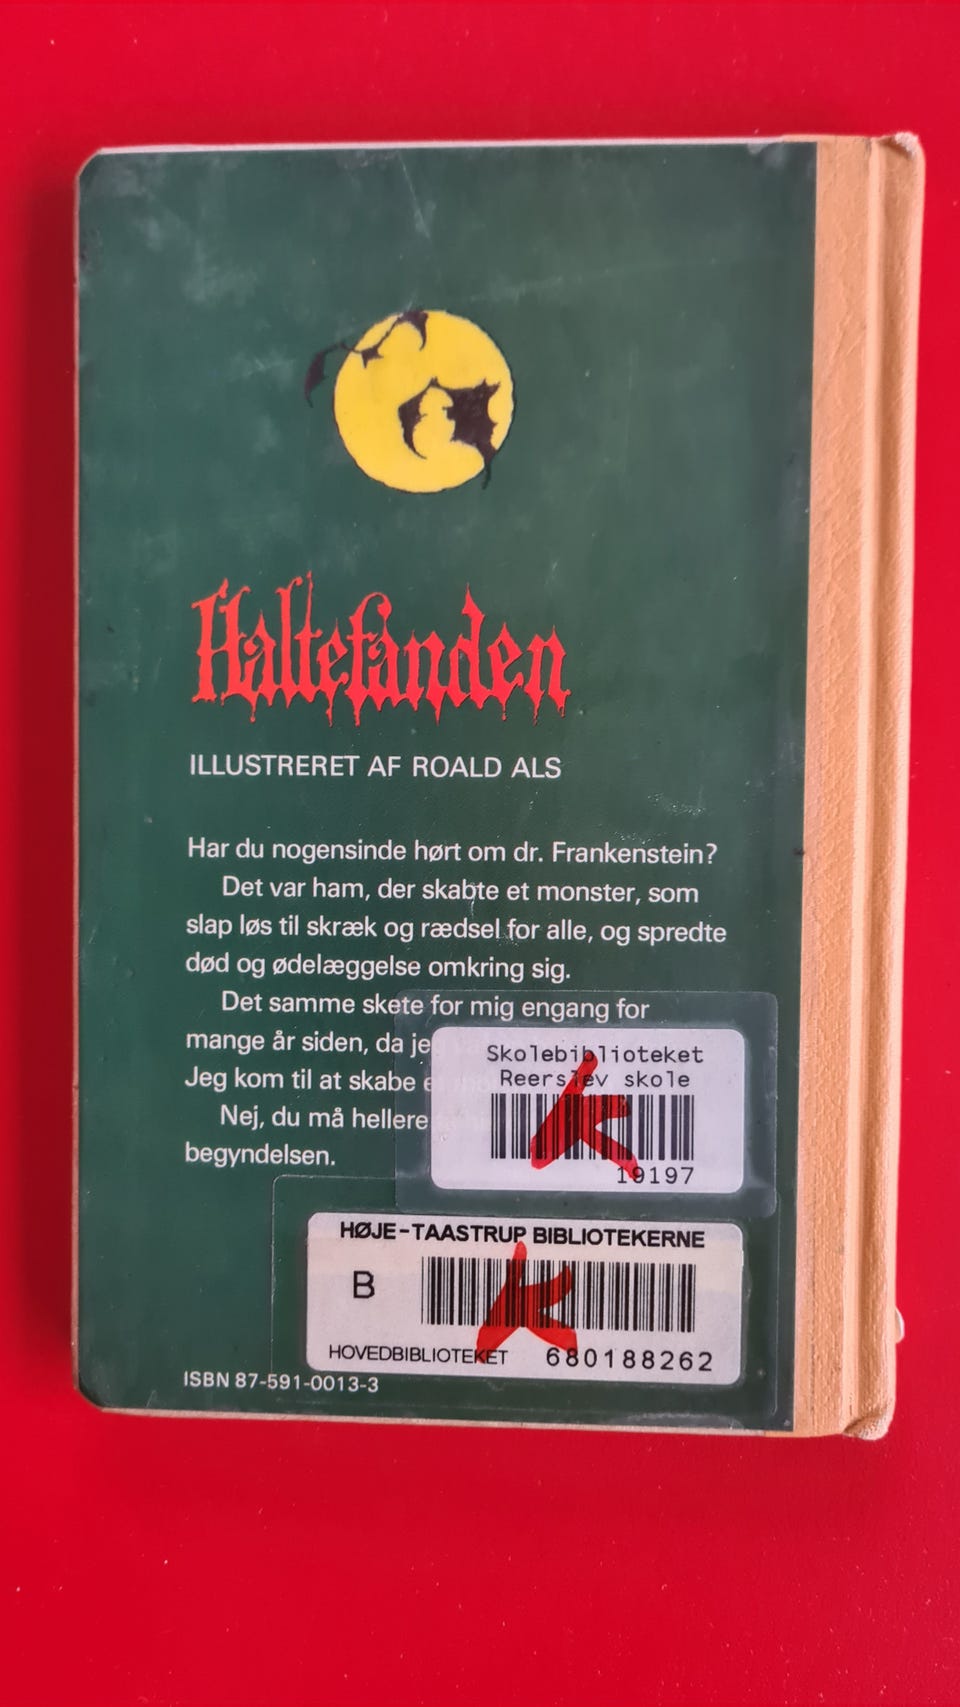 Haltefanden
ILLUSTRERET AF ROALD ALS
Har du nogensinde hørt om dr. Frankenstein?
Det var ham, der skabte et monster, som
slap løs til skræk og rædsel for alle, og spredte
død og ødelæggelse omkring sig.
Det samme skete for mig engang for
mange år siden, da
Jeg kom til at skabe
Nej, du må hellere
begyndelsen.
Skolebiblioteket
Reerslev skole
19197
HØJE-TAASTRUP BIBLIOTEKERNE
B
HOVEDBIBLIOTEKET 680188262
ISBN 87-591-0013-3